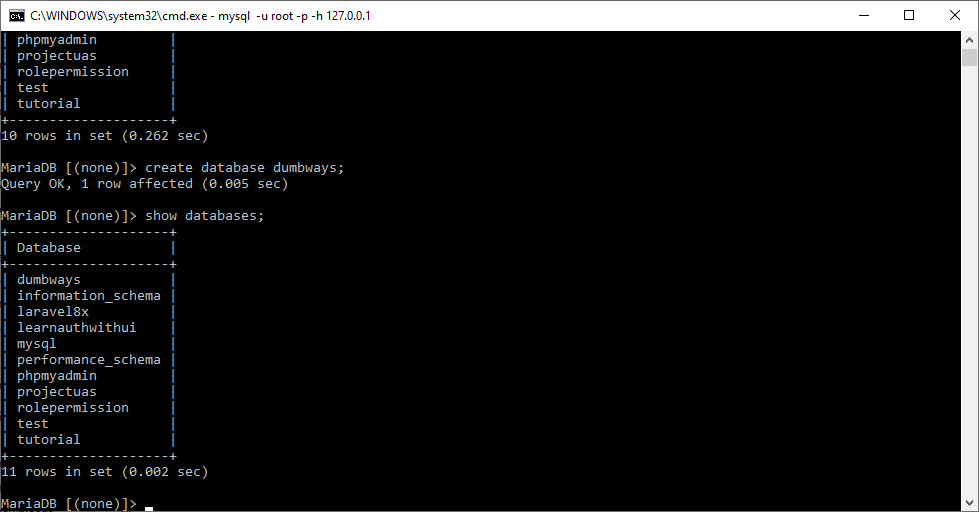 C:\WINDOWS\system32\cmd.exe - mysql  -u root -p -h 127.0.0.1
| phpmyadmin         |
| projectuas         |
| rolepermission     |
| test               |
| tutorial           |
+--------------------+
10 rows in set (0.262 sec)

MariaDB [(none)]> create database dumbways;
Query OK, 1 row affected (0.005 sec)

MariaDB [(none)]> show databases;
+--------------------+
| Database           |
+--------------------+
| dumbways           |
| information_schema |
| laravel8x          |
| learnauthwithui    |
| mysql              |
| performance_schema |
| phpmyadmin         |
| projectuas         |
| rolepermission     |
| test               |
| tutorial           |
+--------------------+
11 rows in set (0.002 sec)

MariaDB [(none)]> _